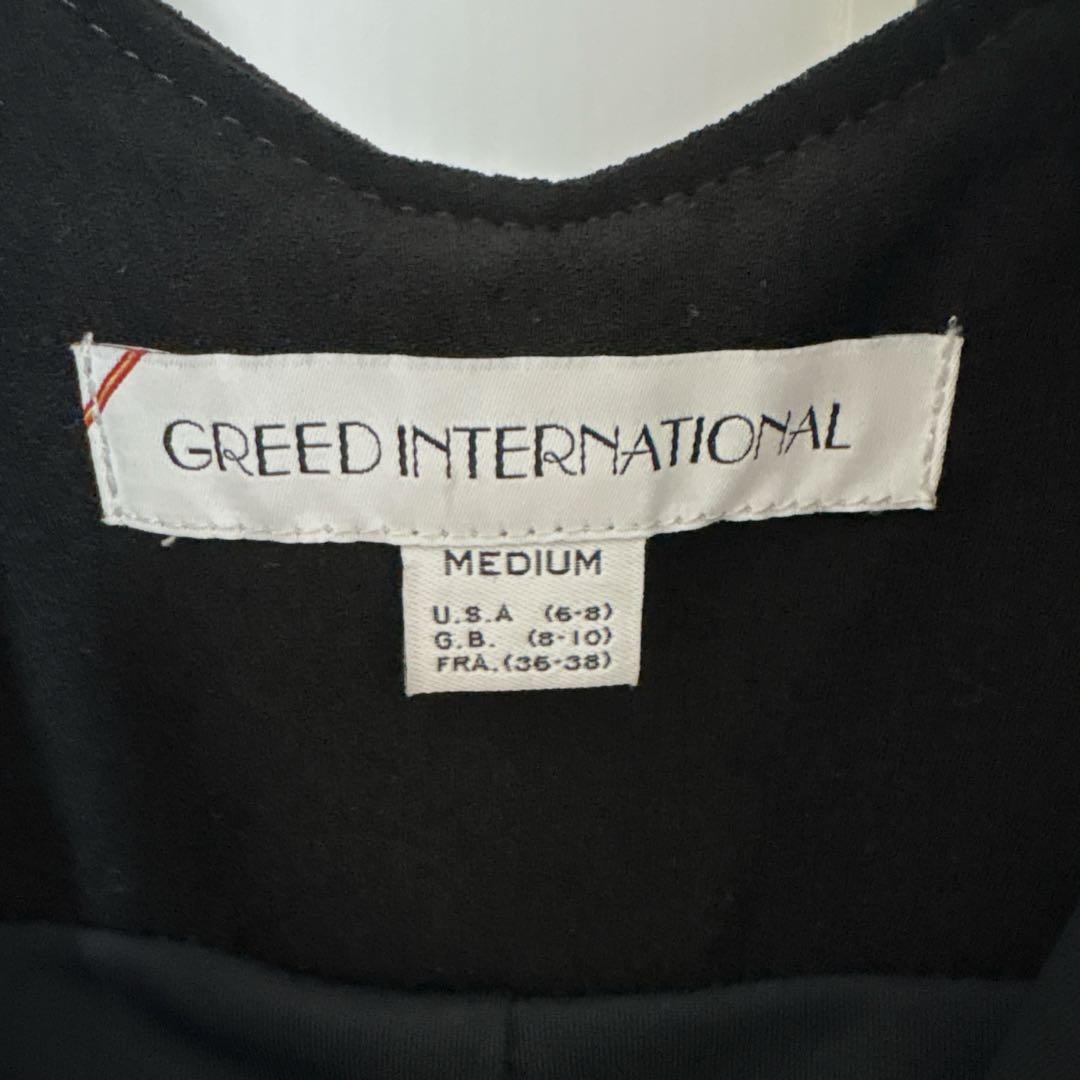 GREED INTERNATIONAL
MEDIUM
U.S.A (6-8)
G.B. (8-10)
FRA.(36-38)